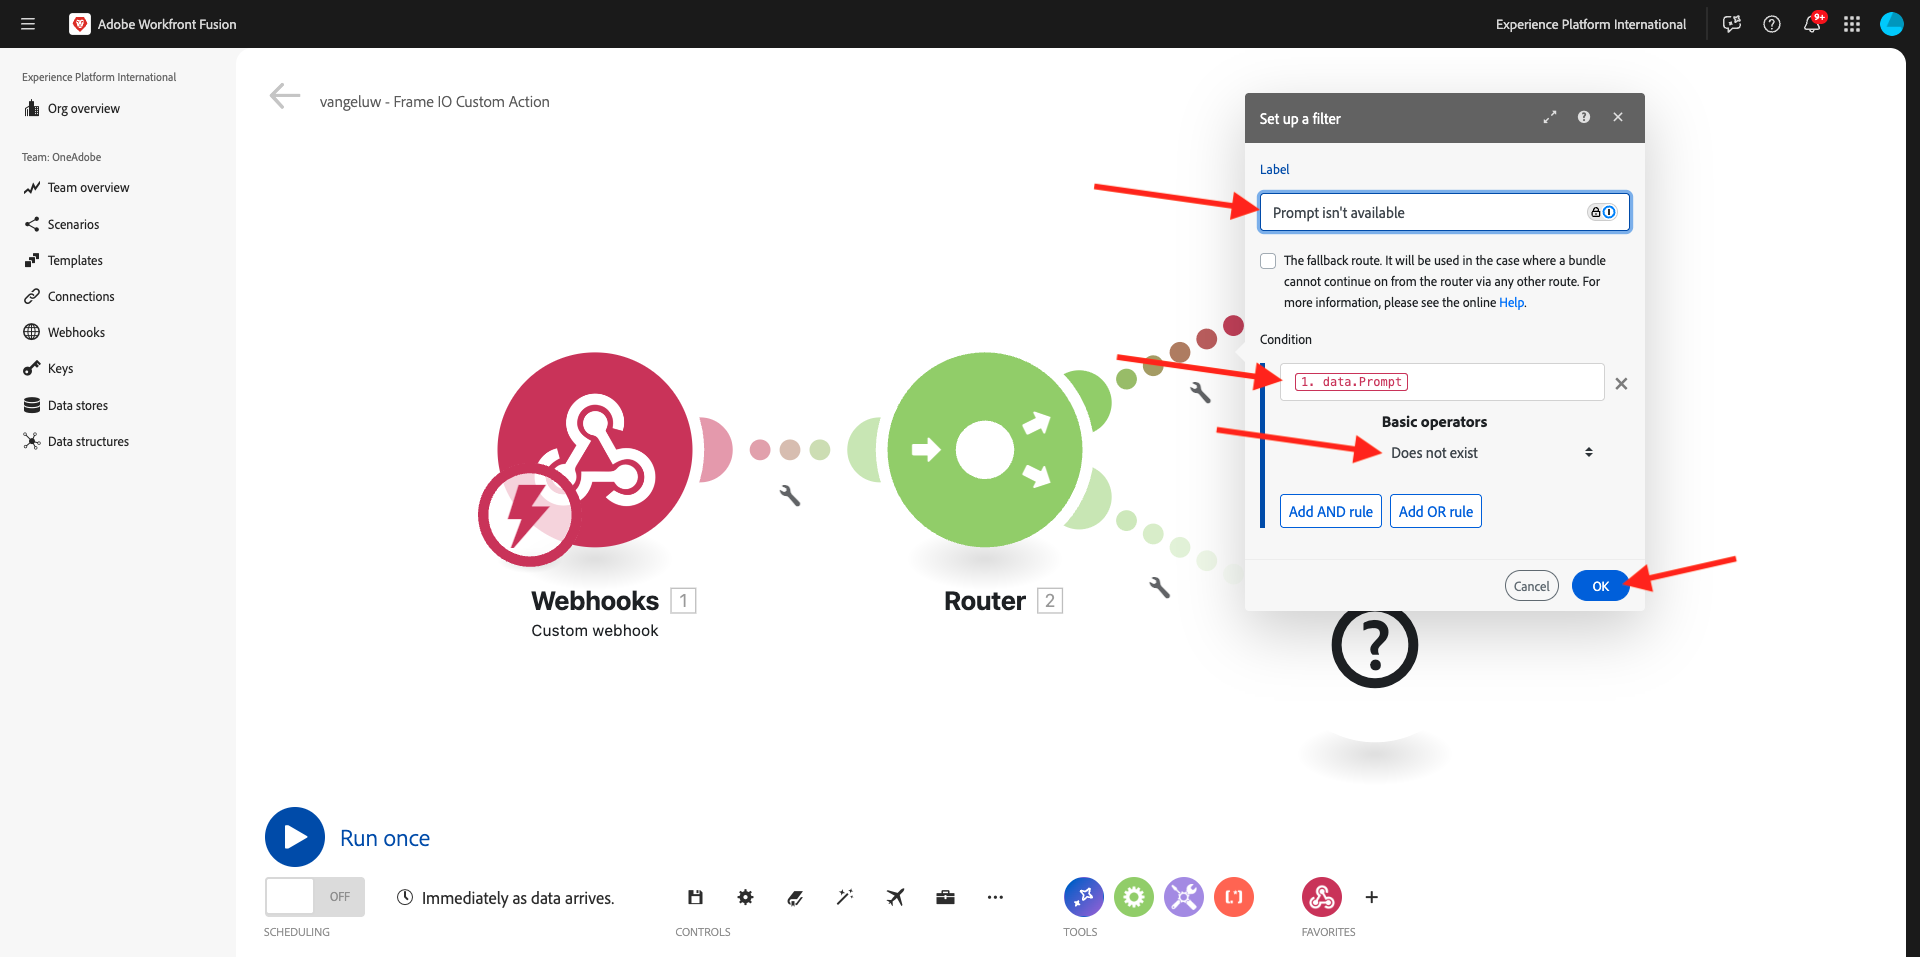 Adobe Workfront Fusion
Experience Platform International
9+
Experience Platform International
Org overview
Team: OneAdobe
Team overview
Scenarios
Templates
Connections
Webhooks
Keys
Data stores
Data structures
vangeluw - Frame IO Custom Action
Set up a filter
Label
Prompt isn't available
The fallback route. It will be used in the case where a bundle
cannot continue on from the router via any other route. For
more information, please see the online Help.
Condition
1. data.Prompt
Basic operators
Does not exist
Add AND rule
Add OR rule
Cancel
OK
Webhooks 1
Custom webhook
Router 2
?
Run once
OFF
Immediately as data arrives.
SCHEDULING
CONTROLS
TOOLS
FAVORITES